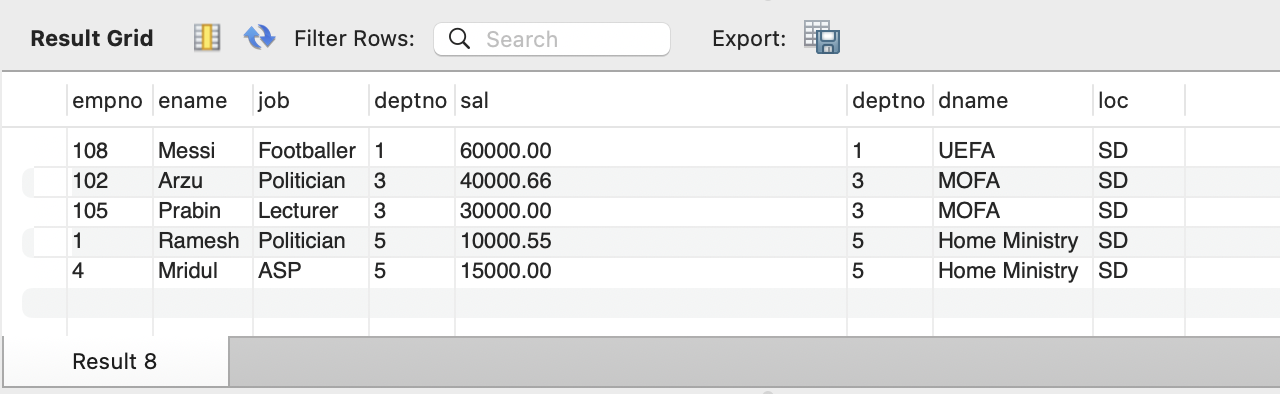 Result Grid Filter Rows: Search Export:
empno ename job deptno sal deptno dname loc
108 Messi Footballer 1 60000.00 1 UEFA SD
102 Arzu Politician 3 40000.66 3 MOFA SD
105 Prabin Lecturer 3 30000.00 3 MOFA SD
1 Ramesh Politician 5 10000.55 5 Home Ministry SD
4 Mridul ASP 5 15000.00 5 Home Ministry SD
Result 8